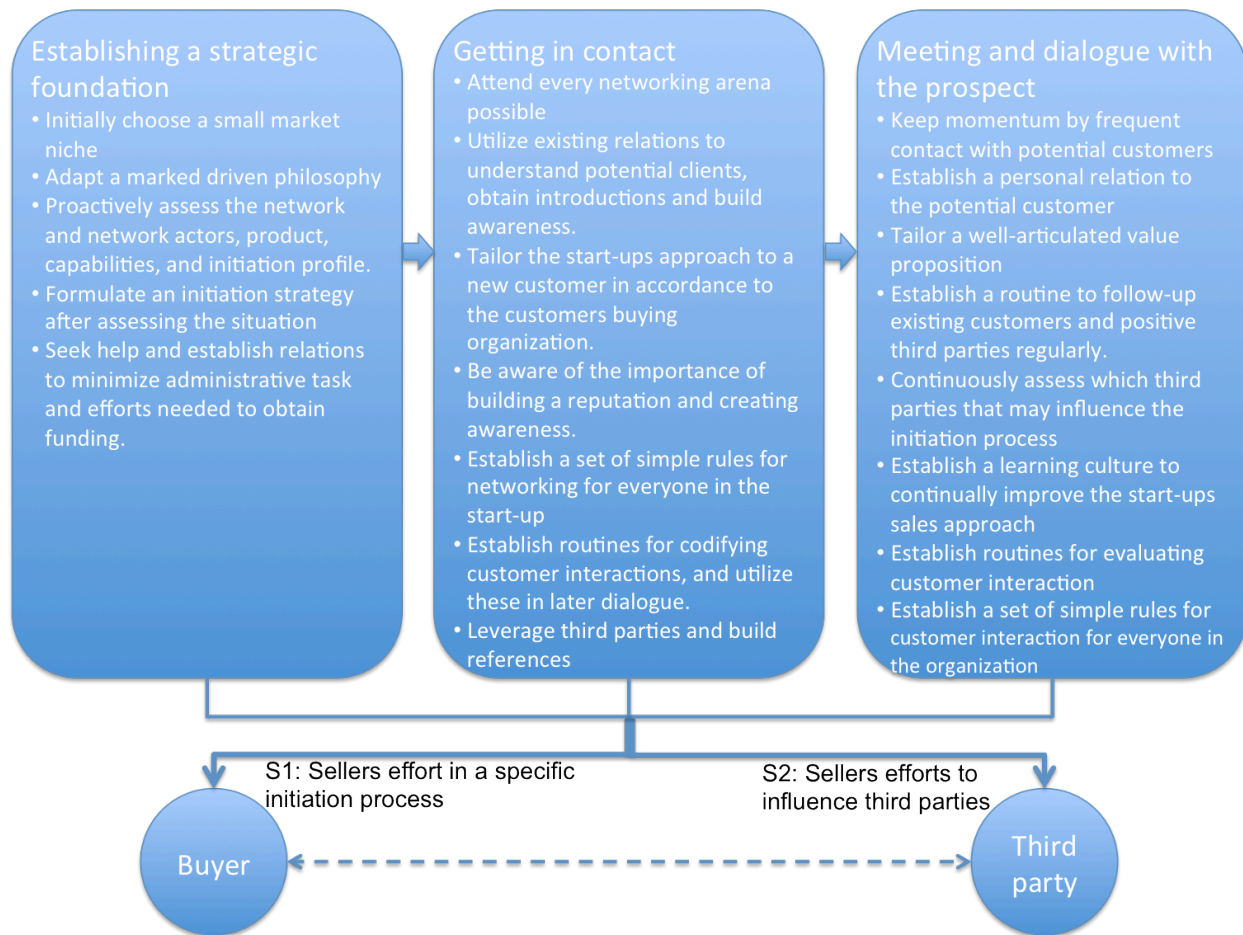 Establishing a strategic
foundation
• Initially choose a small market
niche
• Adapt a marked driven philosophy
• Proactively assess the network
and network actors, product,
capabilities, and initiation profile.
• Formulate an initiation strategy
after assessing the situation
• Seek help and establish relations
to minimize administrative task
and efforts needed to obtain
funding.
Getting in contact
• Attend every networking arena
possible
• Utilize existing relations to
understand potential clients,
obtain introductions and build
awareness.
• Tailor the start-ups approach to a
new customer in accordance to
the customers buying
organization.
• Be aware of the importance of
building a reputation and creating
awareness.
• Establish a set of simple rules for
networking for everyone in the
start-up
• Establish routines for codifying
customer interactions, and utilize
these in later dialogue.
• Leverage third parties and build
references
Meeting and dialogue with
the prospect
• Keep momentum by frequent
contact with potential customers
• Establish a personal relation to
the potential customer
• Tailor a well-articulated value
proposition
• Establish a routine to follow-up
existing customers and positive
third parties regularly.
• Continuously assess which third
parties that may influence the
initiation process
• Establish a learning culture to
continually improve the start-ups
sales approach
• Establish routines for evaluating
customer interaction
• Establish a set of simple rules for
customer interaction for everyone in
the organization
S1: Sellers effort in a specific
initiation process
S2: Sellers efforts to
influence third parties
Buyer
Third
party